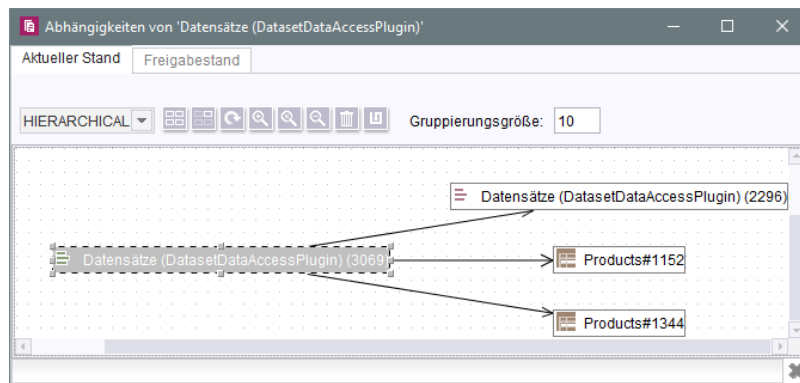 Abhängigkeiten von 'Datensätze (DatasetDataAccessPlugin)'
Aktueller Stand Freigabestand
HIERARCHICAL Gruppierungsgröße: 10
Datensätze (DatasetDataAccessPlugin) (2296)
Datensätze (DatasetDataAccessPlugin) (3069)
Products#1152
Products#1344